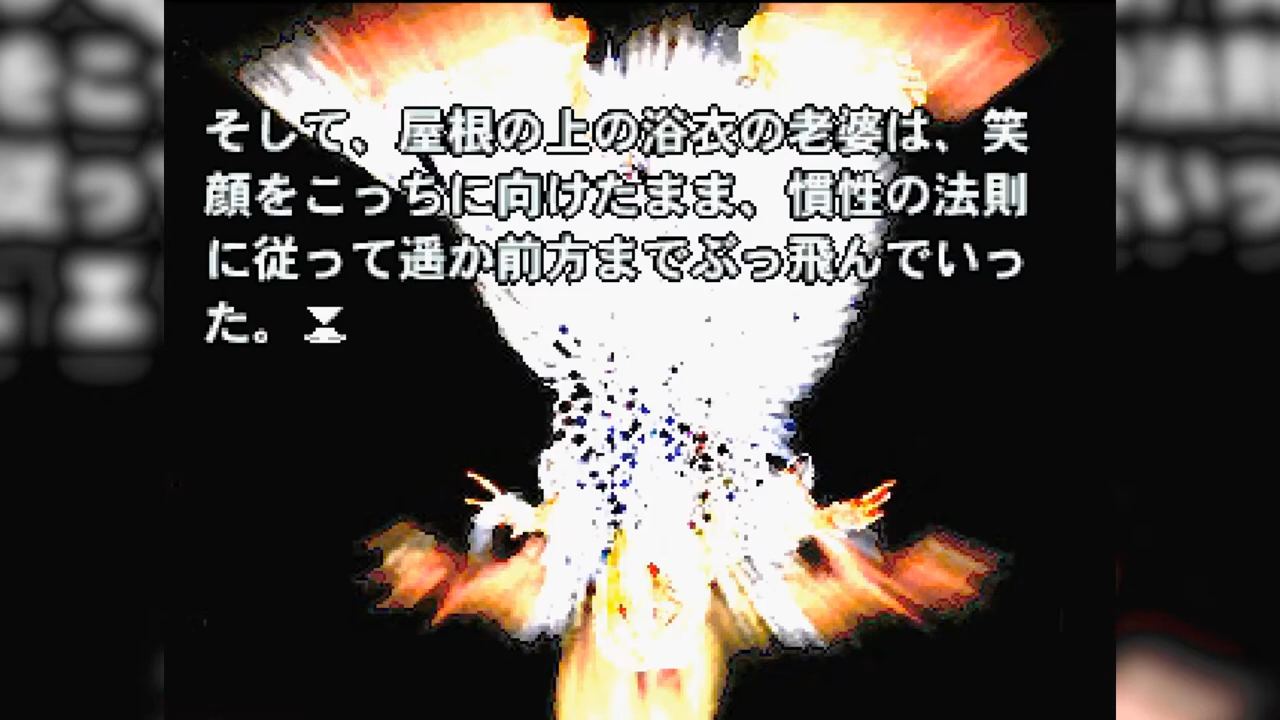 そして、屋根の上の浴衣の老婆は、笑
顔をこっちに向けたまま、慣性の法則
に従って遥か前方までぶっ飛んでいっ
た。